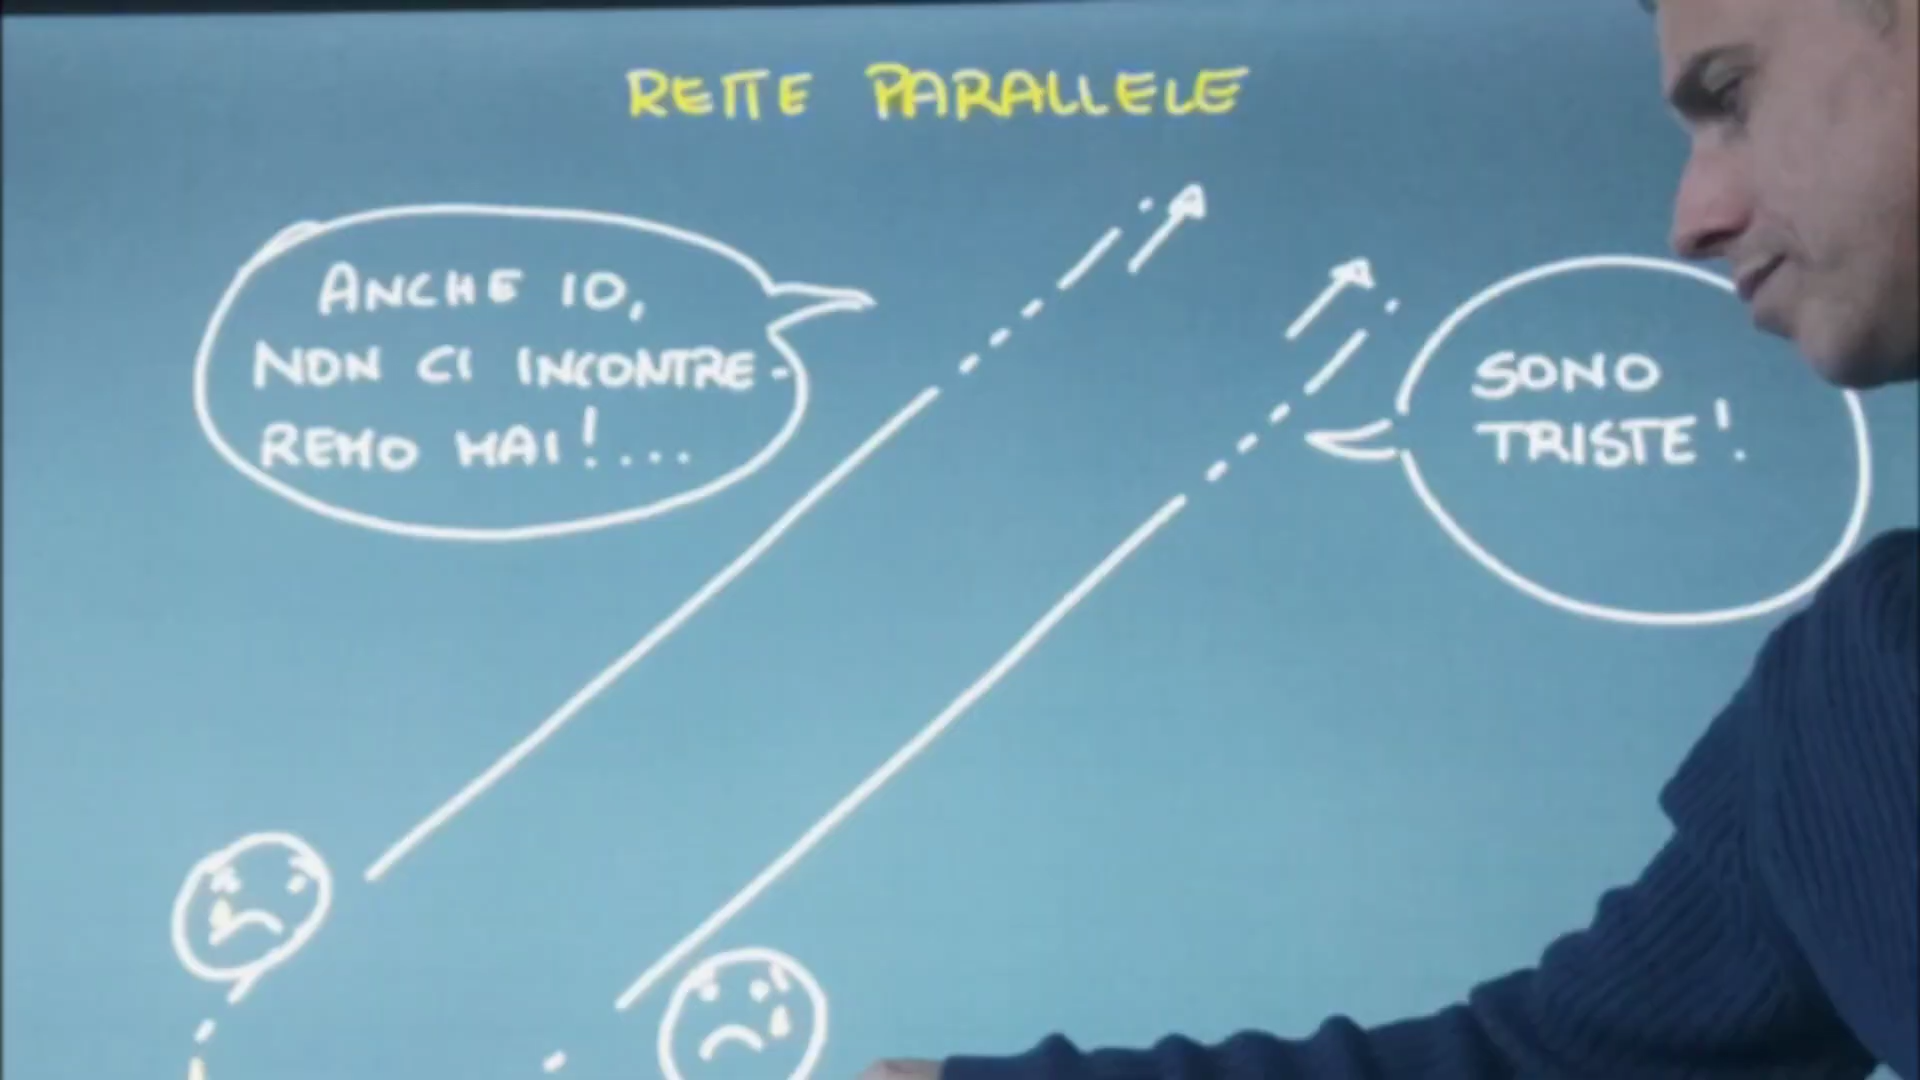 RETTE PARALLELE
ANCHE IO,
NON CI INCONTRE-
REMO MAI!...
SONO
TRISTE!